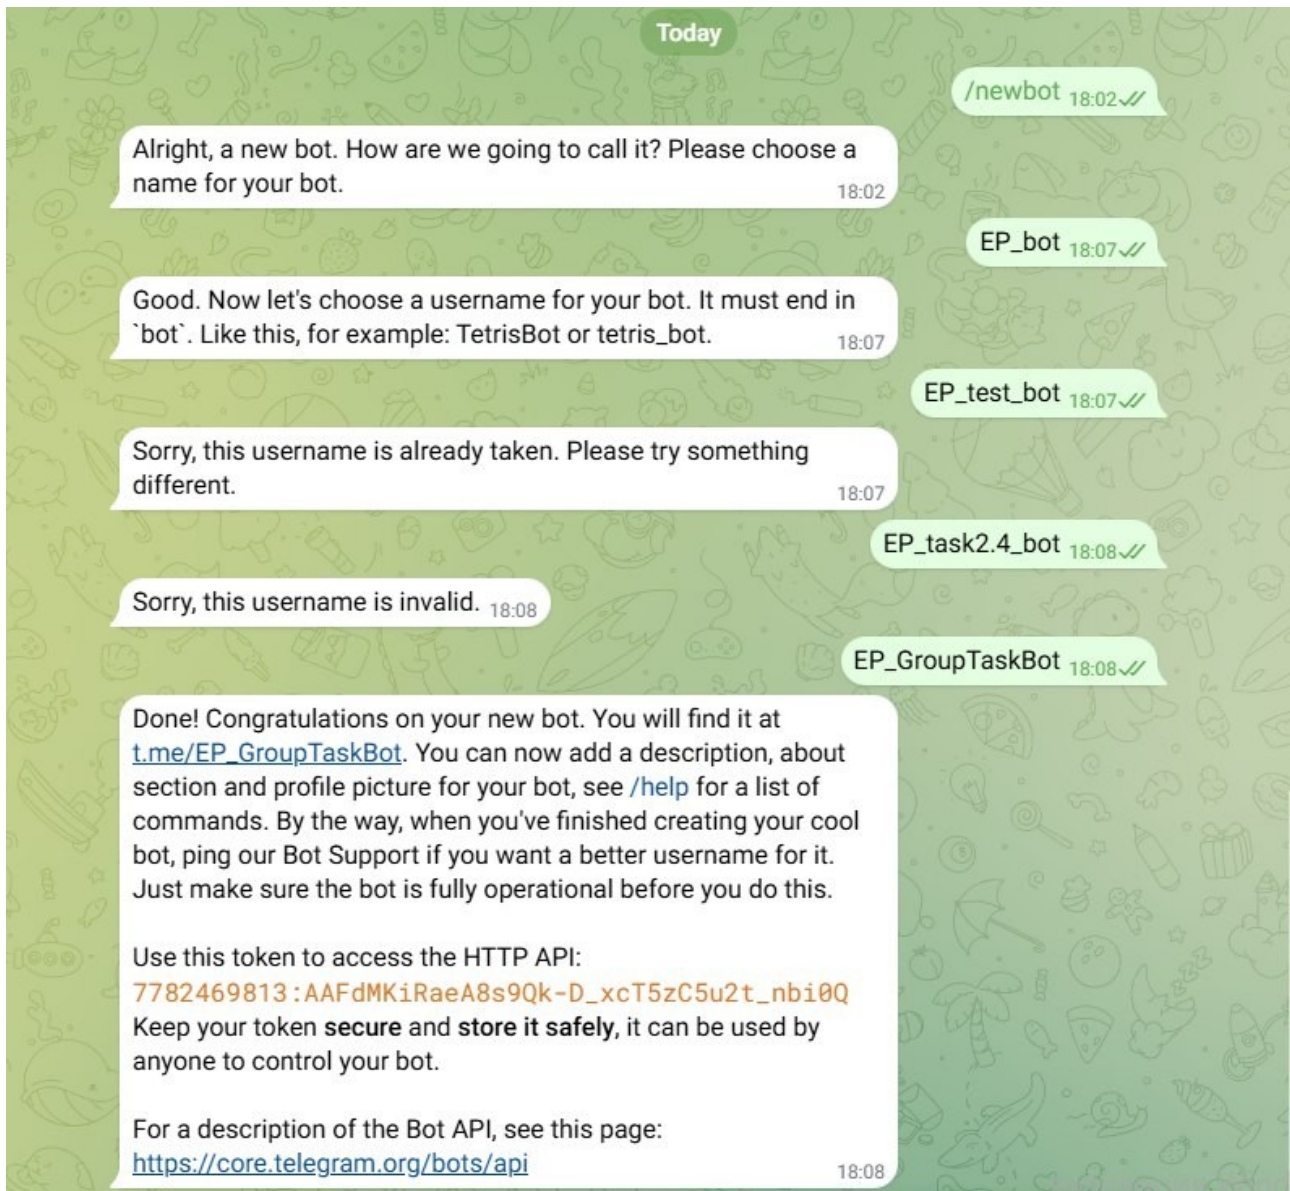 Today
/newbot 18:02
Alright, a new bot. How are we going to call it? Please choose a
name for your bot.
18:02
EP_bot 18:07
Good. Now let's choose a username for your bot. It must end in
`bot`. Like this, for example: TetrisBot or tetris_bot.
18:07
EP_test_bot 18:07
Sorry, this username is already taken. Please try something
different.
18:07
EP_task2.4_bot 18:08
Sorry, this username is invalid. 18:08
EP_GroupTaskBot 18:08
Done! Congratulations on your new bot. You will find it at
t.me/EP_GroupTaskBot. You can now add a description, about
section and profile picture for your bot, see /help for a list of
commands. By the way, when you've finished creating your cool
bot, ping our Bot Support if you want a better username for it.
Just make sure the bot is fully operational before you do this.
Use this token to access the HTTP API:
7782469813:AAFdMKiRaeA8s9Qk-D_xcT5zC5u2t_nbi0Q
Keep your token secure and store it safely, it can be used by
anyone to control your bot.
For a description of the Bot API, see this page:
https://core.telegram.org/bots/api
18:08